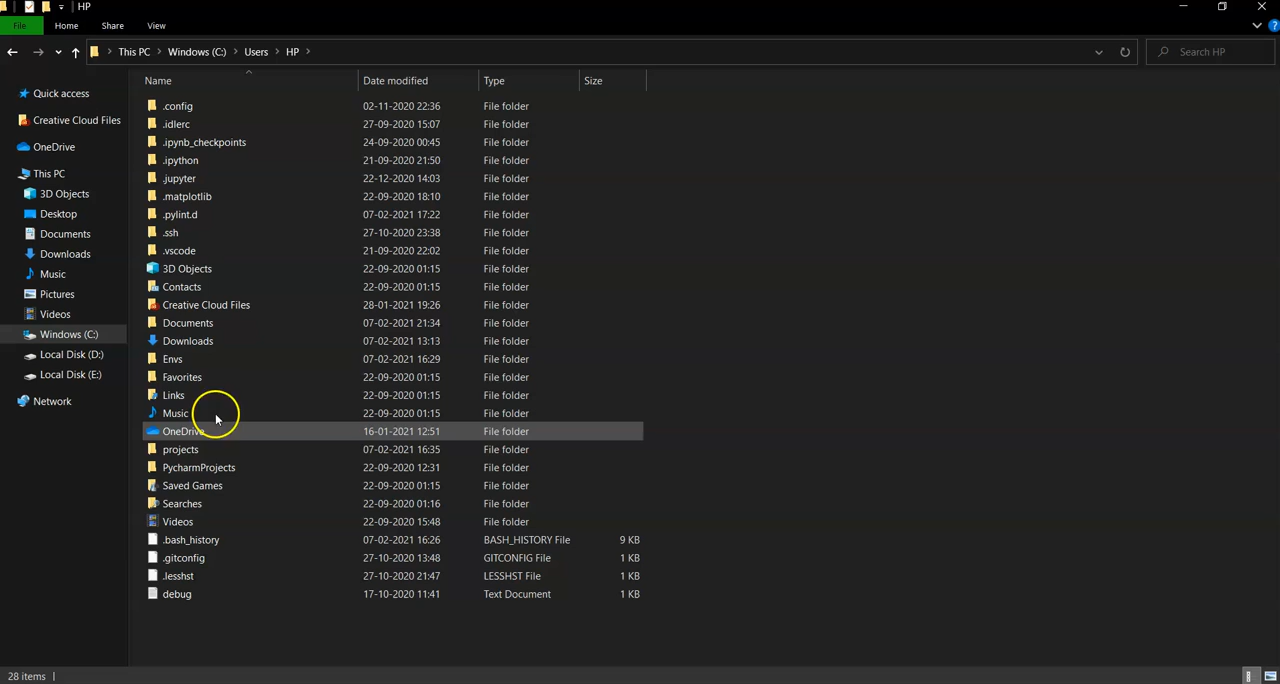 HP
File Home Share View
This PC > Windows (C:) > Users > HP >
Search HP
Name Date modified Type Size
Quick access
Creative Cloud Files
OneDrive
This PC
3D Objects
Desktop
Documents
Downloads
Music
Pictures
Videos
Windows (C:)
Local Disk (D:)
Local Disk (E:)
Network
.config 02-11-2020 22:36 File folder
.idlerc 27-09-2020 15:07 File folder
.ipynb_checkpoints 24-09-2020 00:45 File folder
.ipython 21-09-2020 21:50 File folder
.jupyter 22-12-2020 14:03 File folder
.matplotlib 22-09-2020 18:10 File folder
.pylint.d 07-02-2021 17:22 File folder
.ssh 27-10-2020 23:38 File folder
.vscode 21-09-2020 22:02 File folder
3D Objects 22-09-2020 01:15 File folder
Contacts 22-09-2020 01:15 File folder
Creative Cloud Files 28-01-2021 19:26 File folder
Documents 07-02-2021 21:34 File folder
Downloads 07-02-2021 13:13 File folder
Envs 07-02-2021 16:29 File folder
Favorites 22-09-2020 01:15 File folder
Links 22-09-2020 01:15 File folder
Music 22-09-2020 01:15 File folder
OneDrive 16-01-2021 12:51 File folder
projects 07-02-2021 16:35 File folder
PycharmProjects 22-09-2020 12:31 File folder
Saved Games 22-09-2020 01:15 File folder
Searches 22-09-2020 01:16 File folder
Videos 22-09-2020 15:48 File folder
.bash_history 07-02-2021 16:26 BASH_HISTORY File 9 KB
.gitconfig 27-10-2020 13:48 GITCONFIG File 1 KB
.lesshst 27-10-2020 21:47 LESSHST File 1 KB
debug 17-10-2020 11:41 Text Document 1 KB
28 items